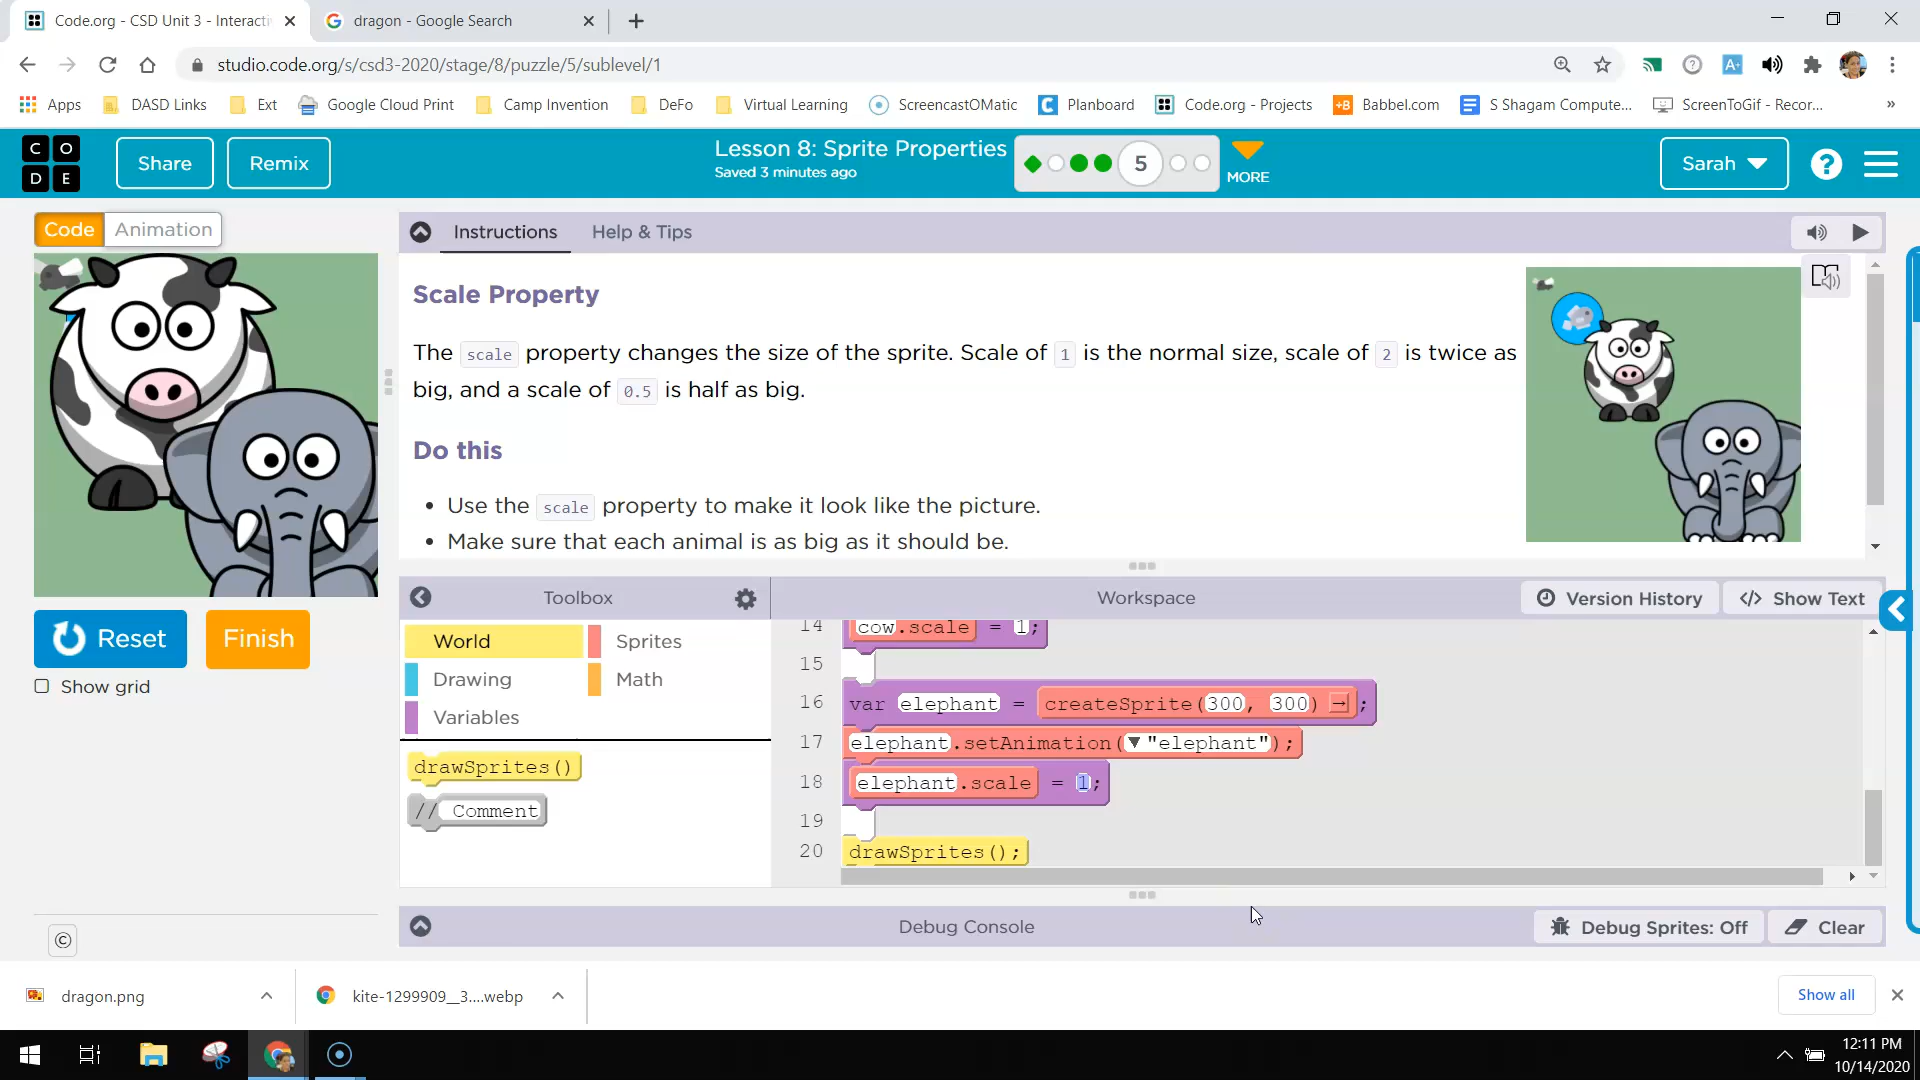 Code.org - CSD Unit 3 - Interacti
dragon - Google Search
studio.code.org/s/csd3-2020/stage/8/puzzle/5/sublevel/1
Apps
DASD Links
Ext
Google Cloud Print
Camp Invention
DeFo
Virtual Learning
ScreencastOMatic
Planboard
Code.org - Projects
+B Babbel.com
S Shagam Compute...
ScreenToGif - Recor...
»
C O
D E
Share
Remix
Lesson 8: Sprite Properties
Saved 3 minutes ago
5
MORE
Sarah
?
Code
Animation
Instructions
Help & Tips
Scale Property
The scale property changes the size of the sprite. Scale of 1 is the normal size, scale of 2 is twice as
big, and a scale of 0.5 is half as big.
Do this
• Use the scale property to make it look like the picture.
• Make sure that each animal is as big as it should be.
Reset
Finish
Show grid
Toolbox
Workspace
Version History
</> Show Text
World
Sprites
Drawing
Math
Variables
drawSprites()
// Comment
14 cow.scale = 1;
15
16 var elephant = createSprite(300, 300) → ;
17 elephant.setAnimation(▼ "elephant");
18 elephant.scale = 1;
19
20 drawSprites();
©
Debug Console
Debug Sprites: Off
Clear
dragon.png
kite-1299909__3....webp
Show all
12:11 PM
10/14/2020